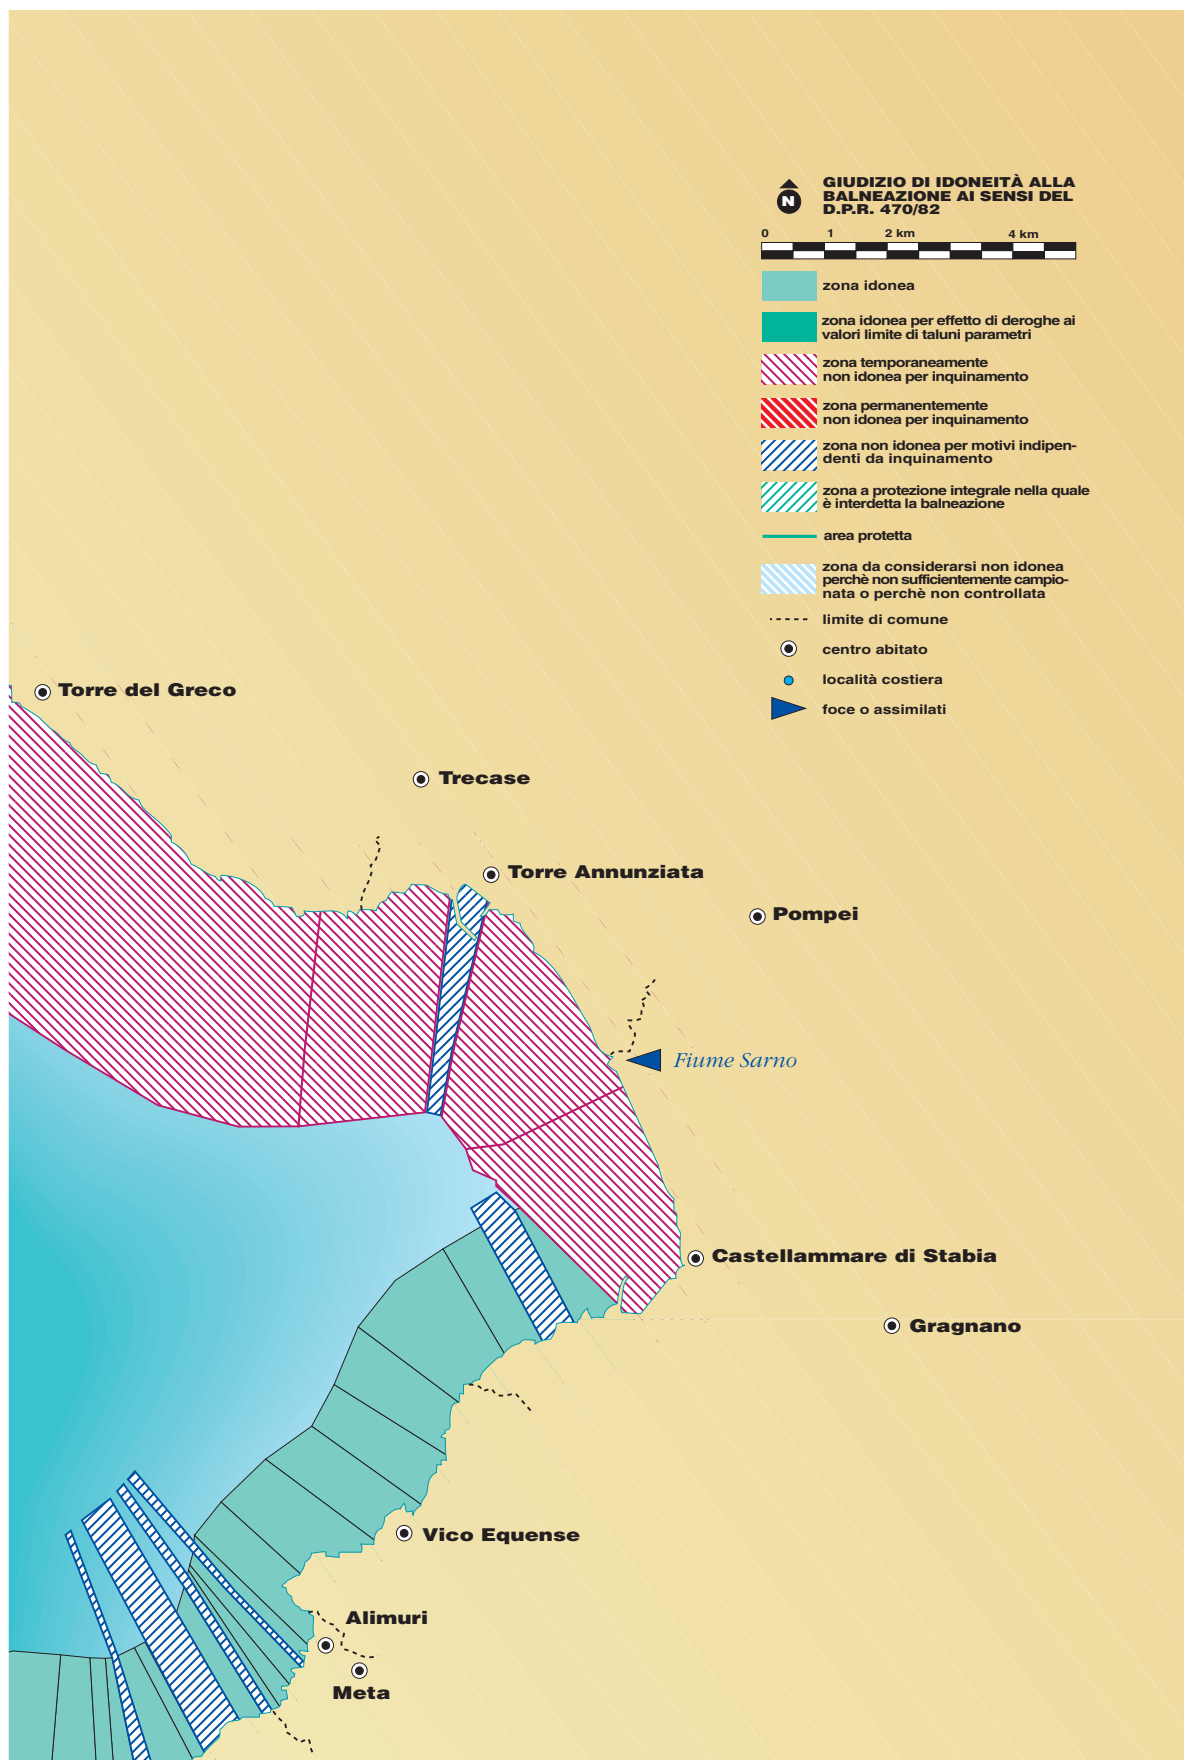 N
GIUDIZIO DI IDONEITÀ ALLA
BALNEAZIONE AI SENSI DEL
D.P.R. 470/82
0 1 2 km 4 km
zona idonea
zona idonea per effetto di deroghe ai
valori limite di taluni parametri
zona temporaneamente
non idonea per inquinamento
zona permanentemente
non idonea per inquinamento
zona non idonea per motivi indipen-
denti da inquinamento
zona a protezione integrale nella quale
è interdetta la balneazione
area protetta
zona da considerarsi non idonea
perchè non sufficientemente campio-
nata o perchè non controllata
limite di comune
centro abitato
località costiera
foce o assimilati
Torre del Greco
Trecase
Torre Annunziata
Pompei
Fiume Sarno
Castellammare di Stabia
Gragnano
Vico Equense
Alimuri
Meta